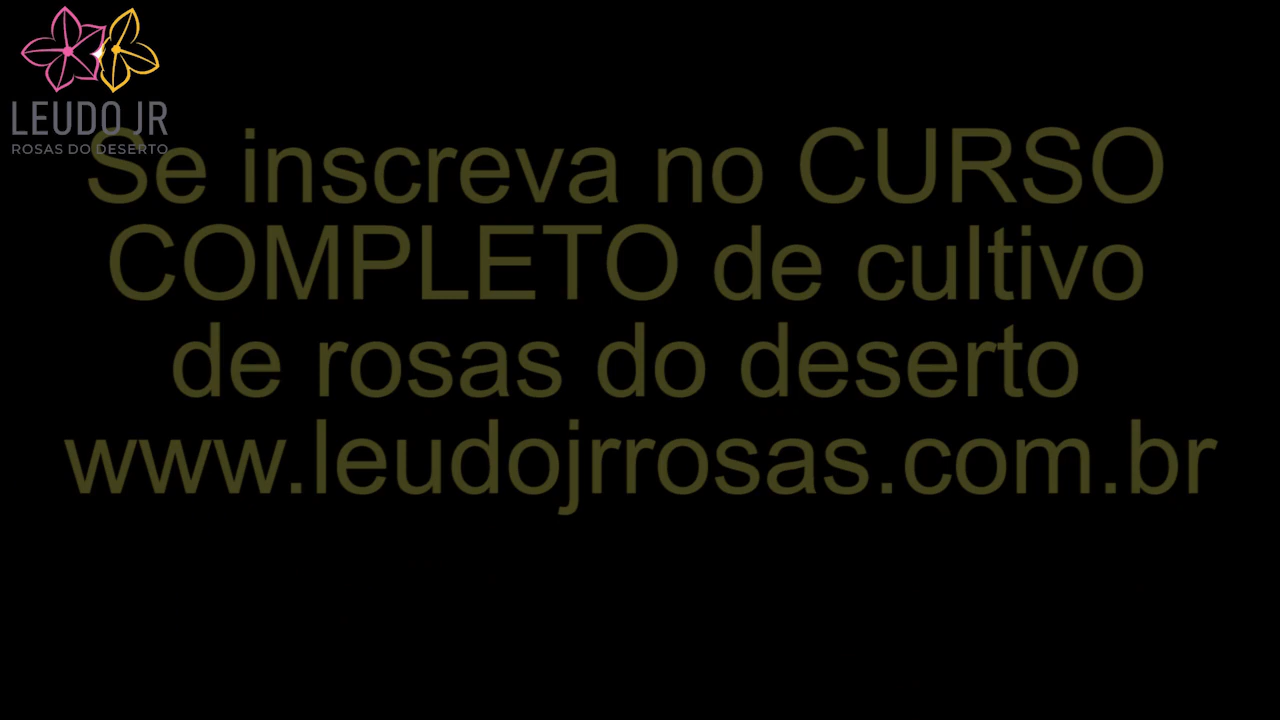 LEUDO JR
ROSAS DO DESERTO
Se inscreva no CURSO
COMPLETO de cultivo
de rosas do deserto
www.leudojrrosas.com.br